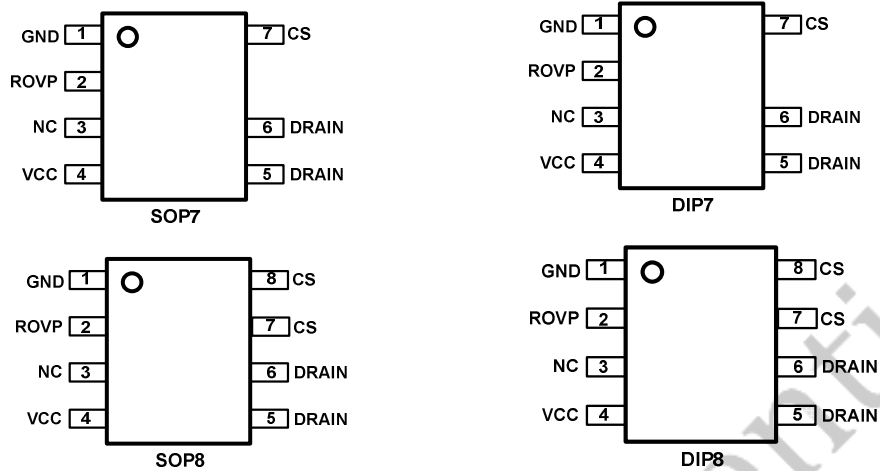 GND 1 7 CS
ROVP 2
NC 3 6 DRAIN
VCC 4 5 DRAIN
SOP7
GND 1 7 CS
ROVP 2
NC 3 6 DRAIN
VCC 4 5 DRAIN
DIP7
GND 1 8 CS
ROVP 2 7 CS
NC 3 6 DRAIN
VCC 4 5 DRAIN
SOP8
GND 1 8 CS
ROVP 2 7 CS
NC 3 6 DRAIN
VCC 4 5 DRAIN
DIP8